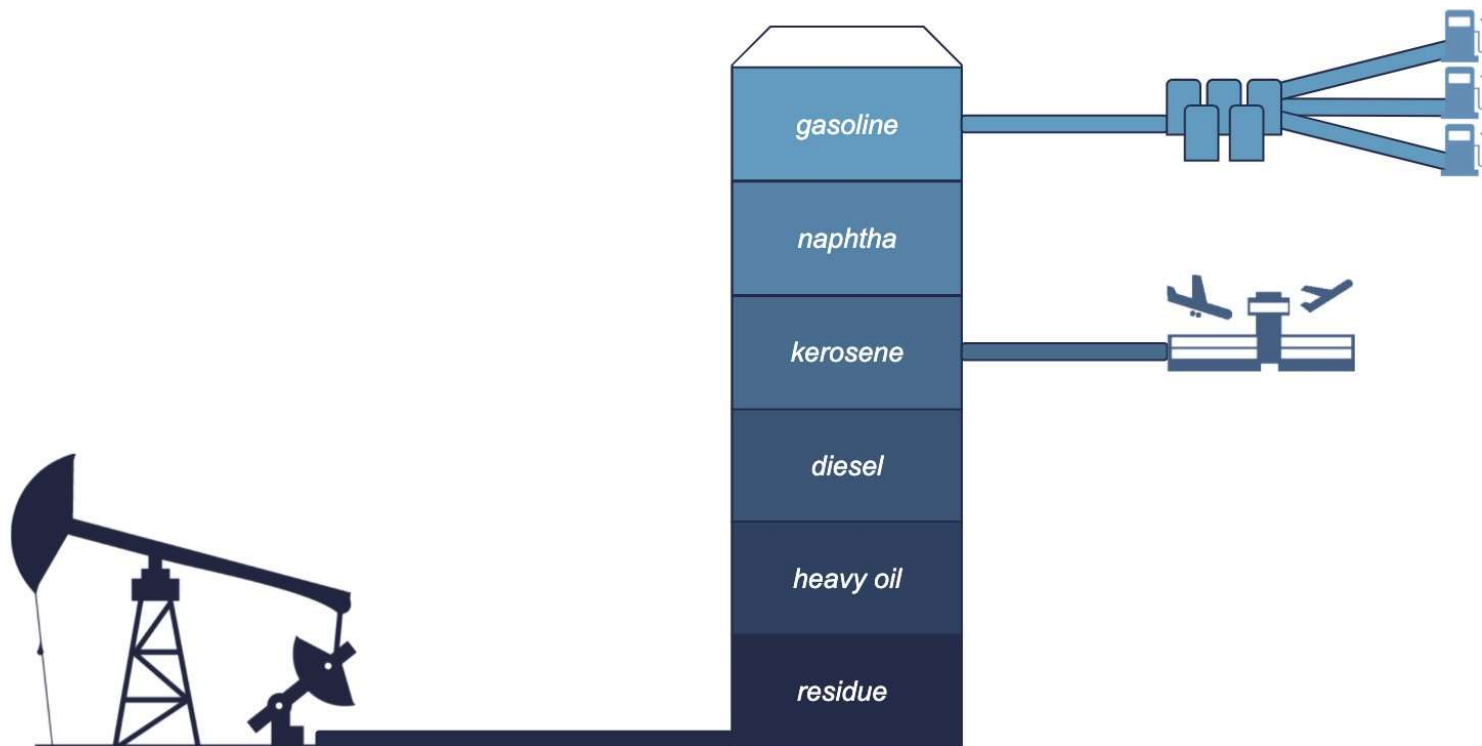 gasoline
naphtha
kerosene
diesel
heavy oil
residue